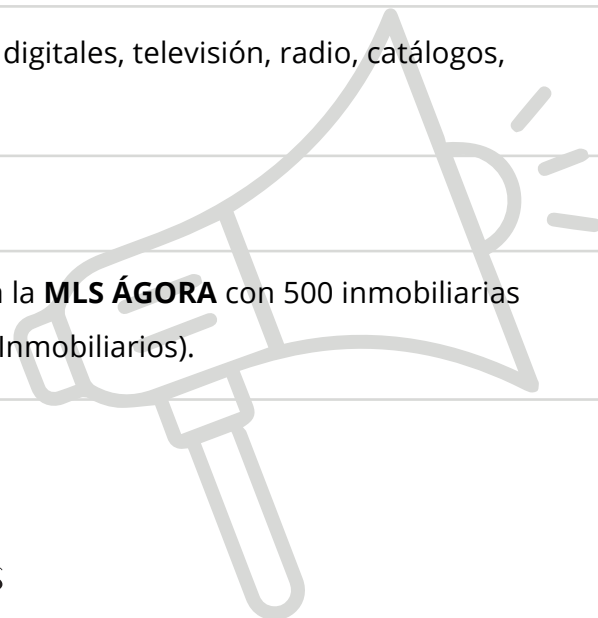 digitales, televisión, radio, catálogos,
la **MLS ÁGORA** con 500 inmobiliarias
Inmobiliarios).